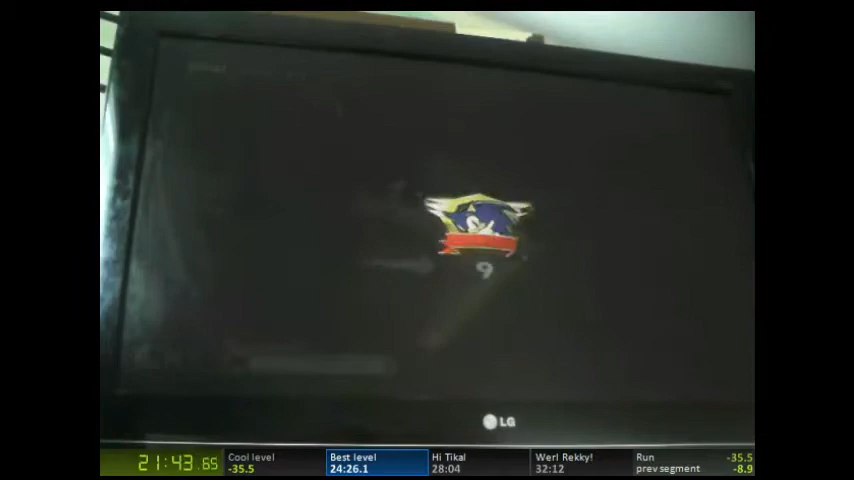 9
LG
21:43.65
Cool level
-35.5
Best level
24:26.1
Hi Tikal
28:04
Werl Rekky!
32:12
Run -35.5
prev segment -8.9